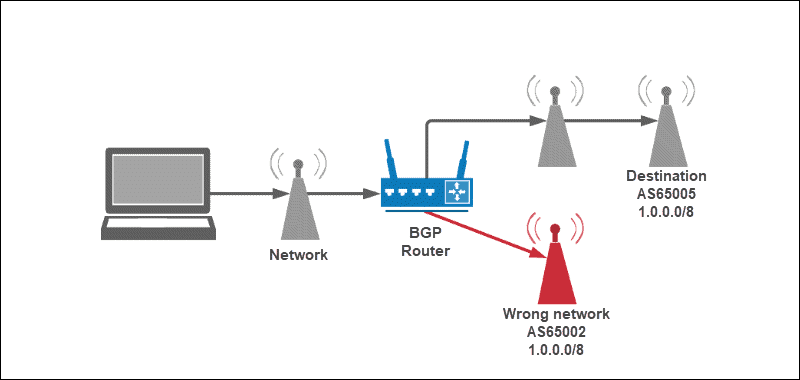 Network
BGP
Router
Destination
AS65005
1.0.0.0/8
Wrong network
AS65002
1.0.0.0/8